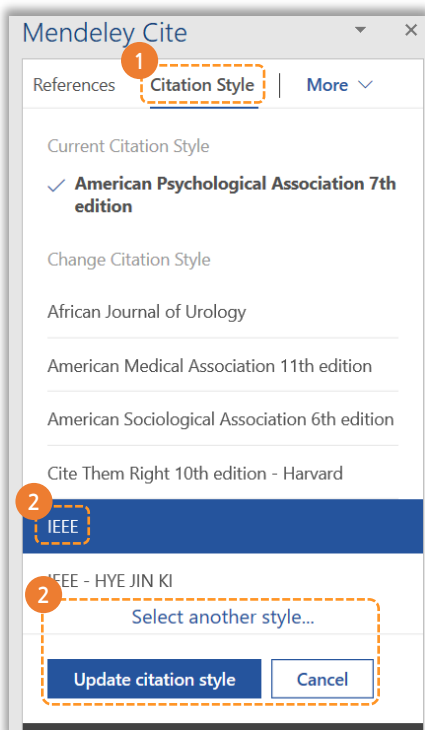 Mendeley Cite
1
References Citation Style | More
Current Citation Style
American Psychological Association 7th
edition
Change Citation Style
African Journal of Urology
American Medical Association 11th edition
American Sociological Association 6th edition
Cite Them Right 10th edition - Harvard
2
IEEE
IEEE - HYE JIN KI
2
Select another style...
Update citation style Cancel